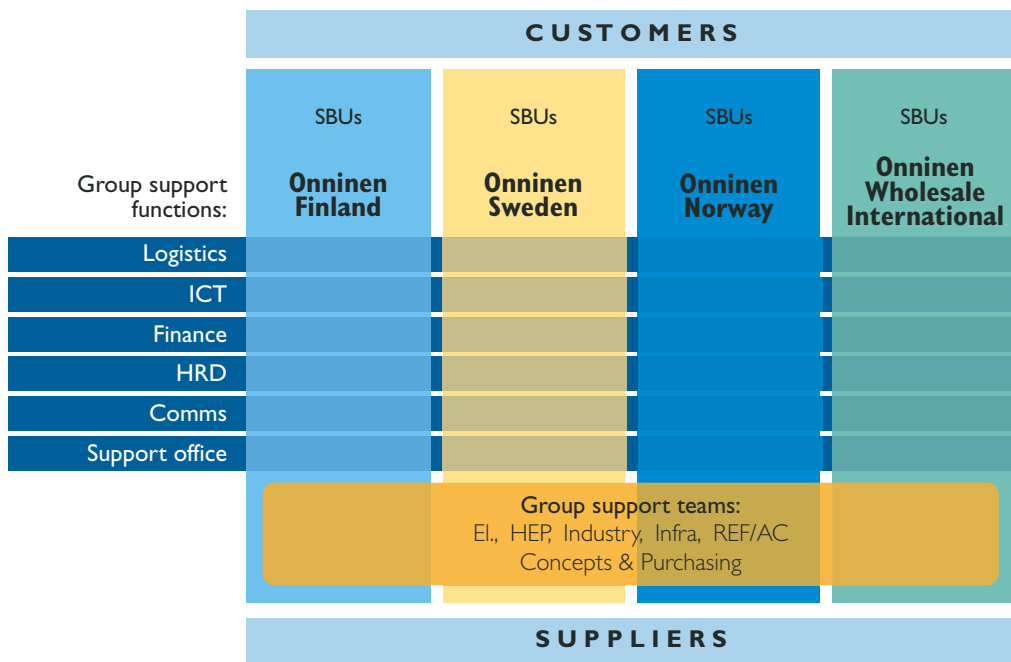 CUSTOMERS
SBUs
SBUs
SBUs
SBUs
Group support
functions:
Onninen
Finland
Onninen
Sweden
Onninen
Norway
Onninen
Wholesale
International
Logistics
ICT
Finance
HRD
Comms
Support office
Group support teams:
El., HEP, Industry, Infra, REF/AC
Concepts & Purchasing
SUPPLIERS